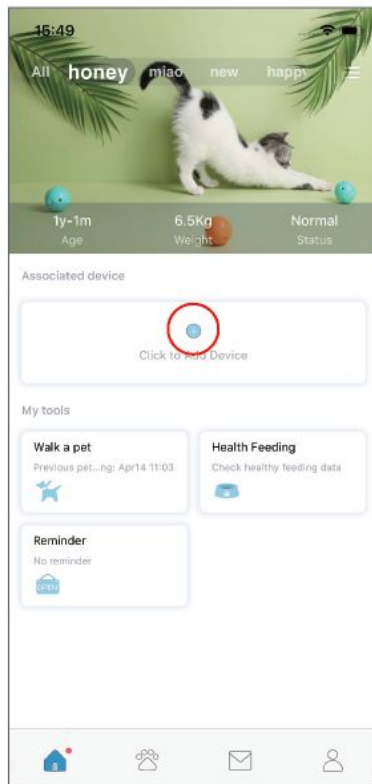 15:49
All honey miao new happy
1y-1m 6.5Kg Normal
Age Weight Status
Associated device
Click to Add Device
My tools
Walk a pet Health Feeding
Previous pet...ng: Apr14 11:03 Check healthy feeding data
Reminder
No reminder
OPEN